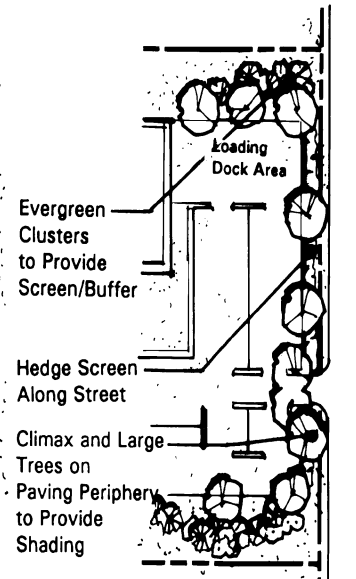 Loading
Dock Area
Evergreen
Clusters
to Provide
Screen/Buffer
Hedge Screen
Along Street
Climax and Large
Trees on
Paving Periphery
to Provide
Shading